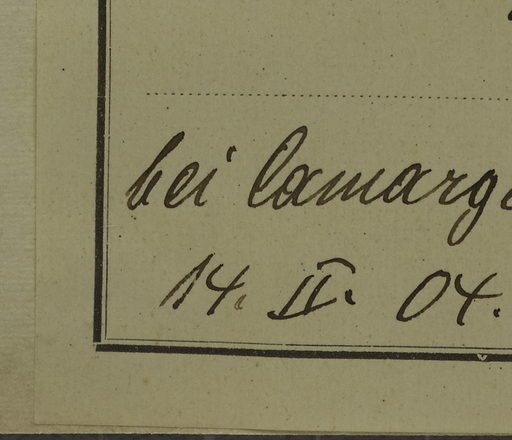 bei Camarg
14. II. 04.